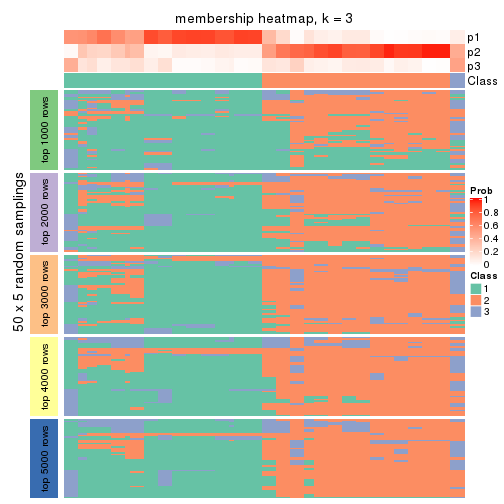 membership heatmap, k = 3
p1
p2
p3
Class
50 x 5 random samplings
top 1000 rows
top 2000 rows
top 3000 rows
top 4000 rows
top 5000 rows
Prob
1
0.8
0.6
0.4
0.2
0
Class
1
2
3